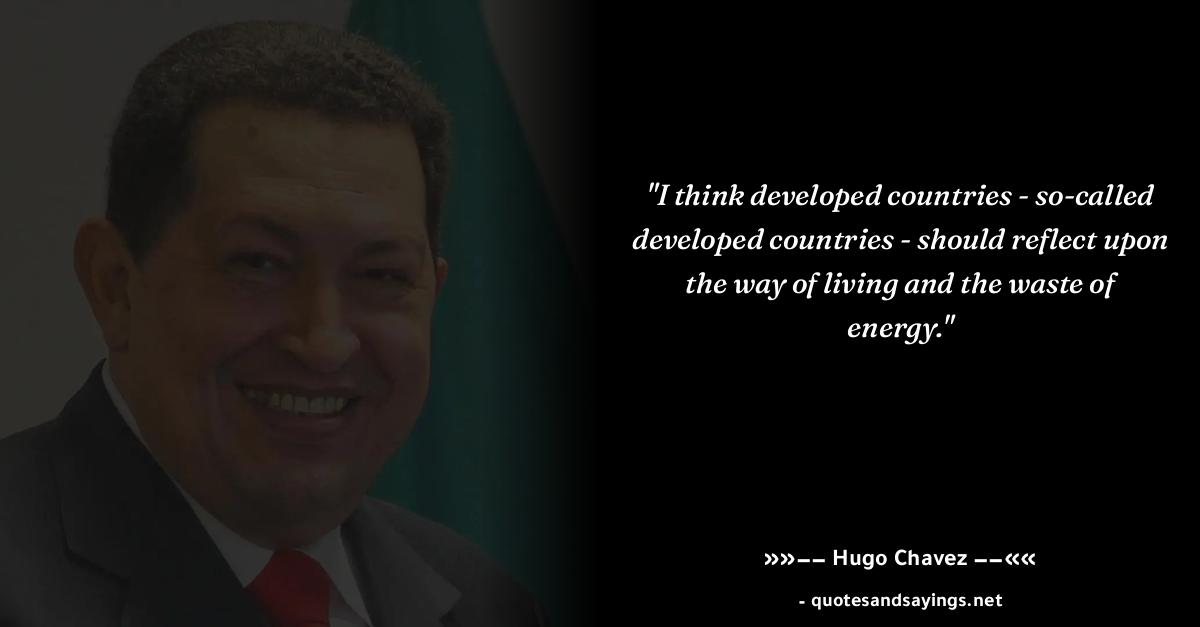 "I think developed countries - so-called
developed countries - should reflect upon
the way of living and the waste of
energy."
»»−− Hugo Chavez −−««
- quotesandsayings.net